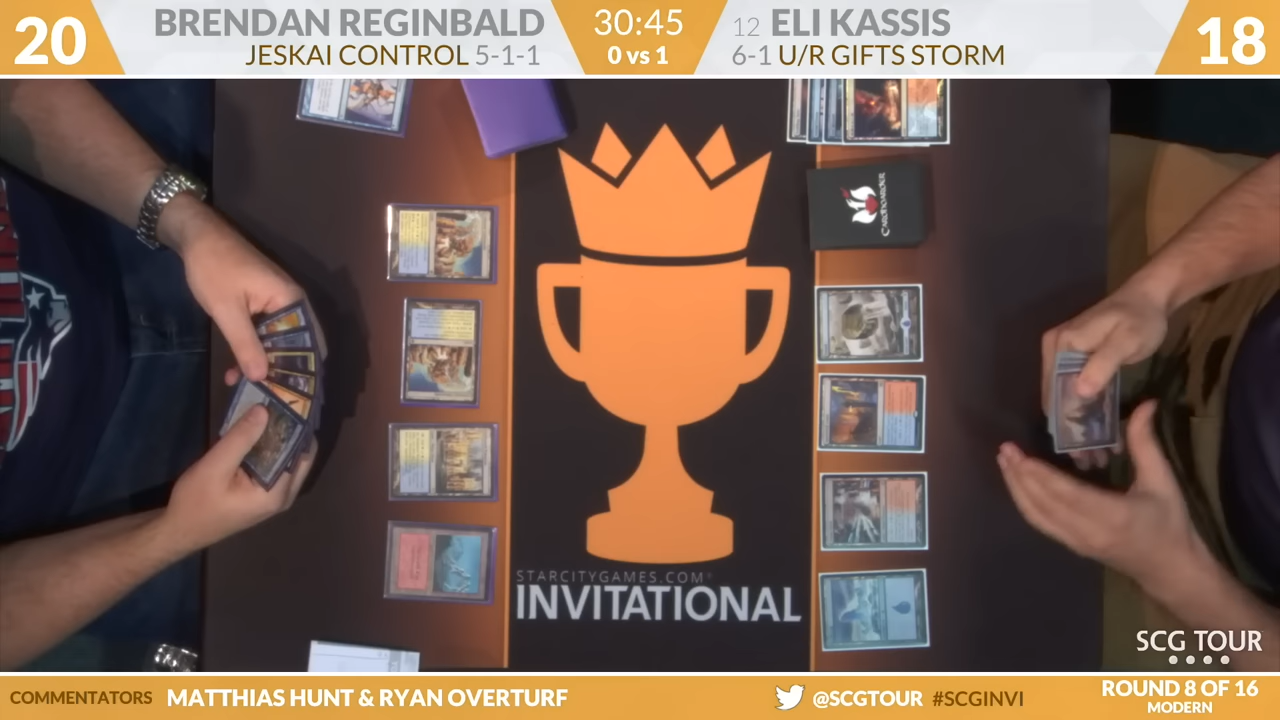 20
BRENDAN REGINBALD
JESKAI CONTROL 5-1-1
30:45
0 vs 1
12 ELI KASSIS
6-1 U/R GIFTS STORM
18
CARDHOARDER
STARCITYGAMES.COM®
INVITATIONAL
SCG TOUR
COMMENTATORS MATTHIAS HUNT & RYAN OVERTURF
@SCGTOUR #SCGINVI
ROUND 8 OF 16
MODERN